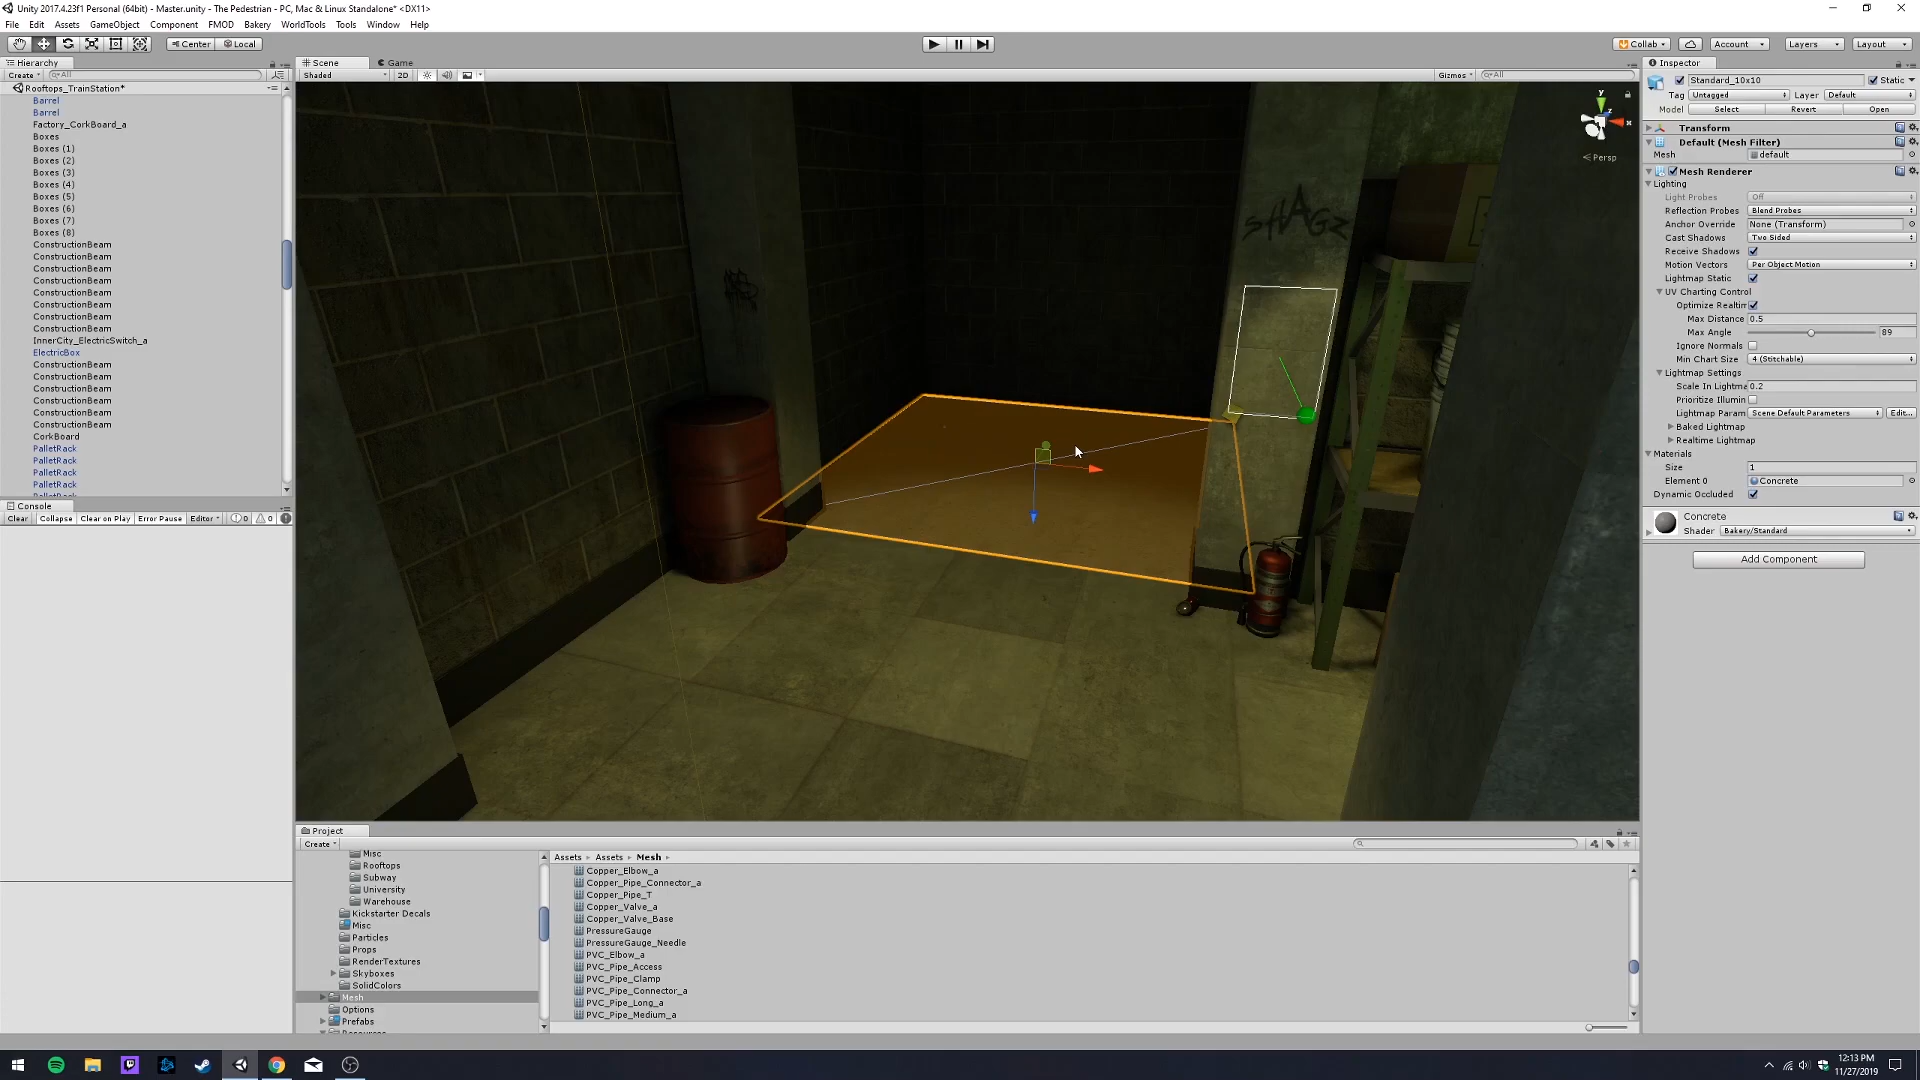 Unity 2017.4.23f1 Personal (64bit) - Master.unity - The Pedestrian - PC, Mac & Linux Standalone* <DX11>
File Edit Assets GameObject Component FMOD Bakery WorldTools Tools Window Help
Center Local
Collab Account Layers Layout
Hierarchy
Create All
Rooftops_TrainStation*
Barrel
Barrel
Factory_CorkBoard_a
Boxes
Boxes (1)
Boxes (2)
Boxes (3)
Boxes (4)
Boxes (5)
Boxes (6)
Boxes (7)
Boxes (8)
ConstructionBeam
ConstructionBeam
ConstructionBeam
ConstructionBeam
ConstructionBeam
ConstructionBeam
ConstructionBeam
ConstructionBeam
InnerCity_ElectricSwitch_a
ElectricBox
ConstructionBeam
ConstructionBeam
ConstructionBeam
ConstructionBeam
ConstructionBeam
ConstructionBeam
CorkBoard
PalletRack
PalletRack
PalletRack
PalletRack
Console
Clear Collapse Clear on Play Error Pause Editor 0 0
Scene Game
Shaded 2D Gizmos All
y
x
Persp
SHAGZ
Project
Create
Misc
Rooftops
Subway
University
Warehouse
Kickstarter Decals
Misc
Particles
Props
RenderTextures
Skyboxes
SolidColors
Mesh
Options
Prefabs
Assets Assets Mesh
Copper_Elbow_a
Copper_Pipe_Connector_a
Copper_Pipe_T
Copper_Valve_a
Copper_Valve_Base
PressureGauge
PressureGauge_Needle
PVC_Elbow_a
PVC_Pipe_Access
PVC_Pipe_Clamp
PVC_Pipe_Connector_a
PVC_Pipe_Long_a
PVC_Pipe_Medium_a
Inspector
Standard_10x10 Static
Tag Untagged Layer Default
Model Select Revert Open
Transform
Default (Mesh Filter)
Mesh default
Mesh Renderer
Lighting
Light Probes Off
Reflection Probes Blend Probes
Anchor Override None (Transform)
Cast Shadows Two Sided
Receive Shadows
Motion Vectors Per Object Motion
Lightmap Static
UV Charting Control
Optimize Realtim
Max Distance 0.5
Max Angle 89
Ignore Normals
Min Chart Size 4 (Stitchable)
Lightmap Settings
Scale In Lightma 0.2
Prioritize Illumin
Lightmap Param Scene Default Parameters Edit...
Baked Lightmap
Realtime Lightmap
Materials
Size 1
Element 0 Concrete
Dynamic Occluded
Concrete
Shader Bakery/Standard
Add Component
12:13 PM
11/27/2019